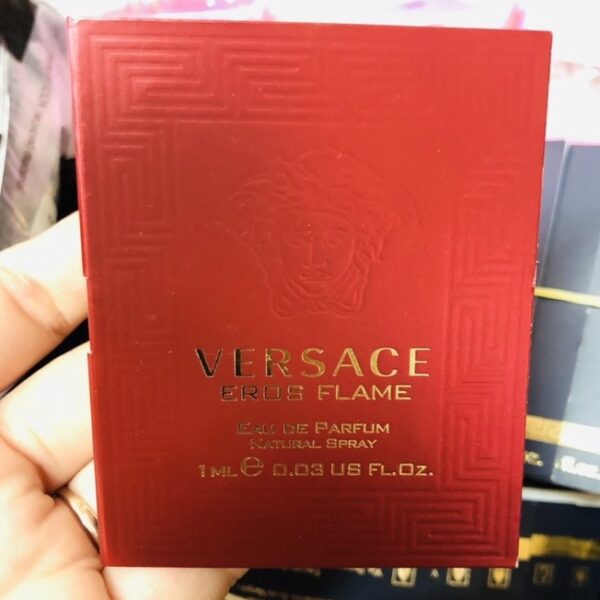 VERSACE
EROS FLAME
EAU DE PARFUM
NATURAL SPRAY
1 ML ℮ 0.03 US FL.OZ.